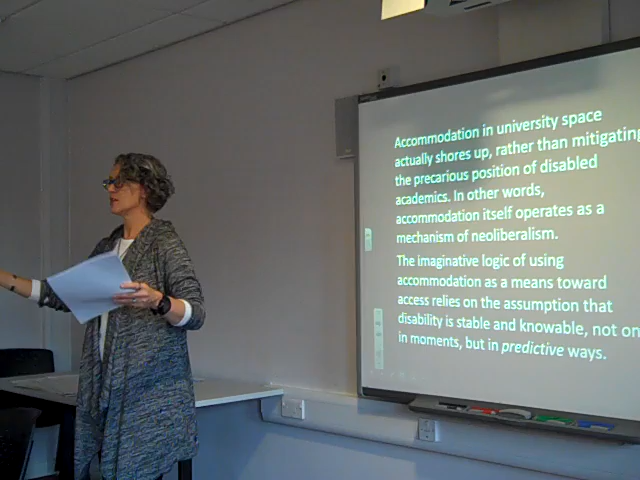 Accommodation in university space
actually shores up, rather than mitigating
the precarious position of disabled
academics. In other words,
accommodation itself operates as a
mechanism of neoliberalism.
The imaginative logic of using
accommodation as a means toward
access relies on the assumption that
disability is stable and knowable, not on
in moments, but in predictive ways.